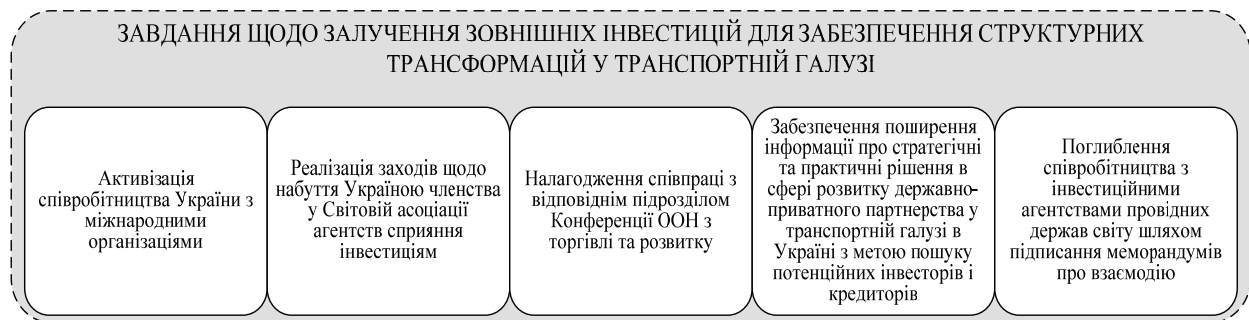 ЗАВДАННЯ ЩОДО ЗАЛУЧЕННЯ ЗОВНІШНІХ ІНВЕСТИЦІЙ ДЛЯ ЗАБЕЗПЕЧЕННЯ СТРУКТУРНИХ
ТРАНСФОРМАЦІЙ У ТРАНСПОРТНІЙ ГАЛУЗІ
Активізація
співробітництва України з
міжнародними
організаціями
Реалізація заходів щодо
набуття Україною членства
у Світовій асоціації
агентств сприяння
інвестиціям
Налагодження співпраці з
відповіднім підрозділом
Конференції ООН з
торгівлі та розвитку
Забезпечення поширення
інформації про стратегічні
та практичні рішення в
сфері розвитку державно-
приватного партнерства у
транспортній галузі в
Україні з метою пошуку
потенційних інвесторів і
кредиторів
Поглиблення
співробітництва з
інвестиційними
агентствами провідних
держав світу шляхом
підписання меморандумів
про взаємодію